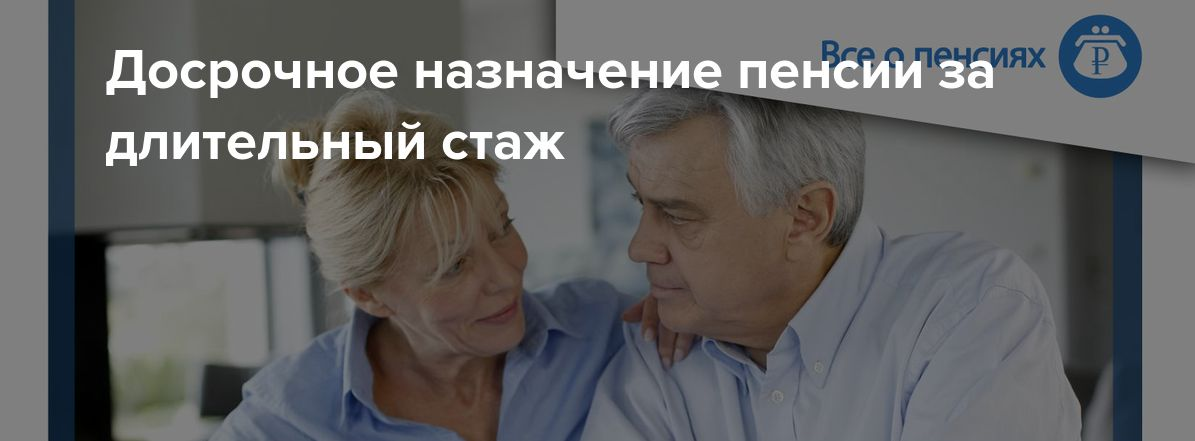 Все о пенсиях
Досрочное назначение пенсии за
длительный стаж